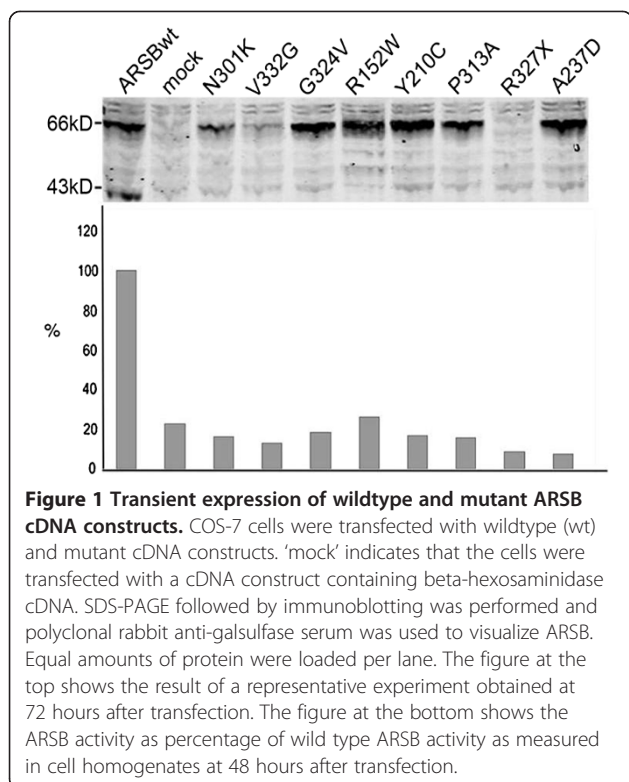 ARSBwt mock N301K V332G G324V R152W Y210C P313A R327X A237D
66kD-
43kD-
120
100
80
60
%
40
20
0
Figure 1 Transient expression of wildtype and mutant ARSB
cDNA constructs. COS-7 cells were transfected with wildtype (wt)
and mutant cDNA constructs. 'mock' indicates that the cells were
transfected with a cDNA construct containing beta-hexosaminidase
cDNA. SDS-PAGE followed by immunoblotting was performed and
polyclonal rabbit anti-galsulfase serum was used to visualize ARSB.
Equal amounts of protein were loaded per lane. The figure at the
top shows the result of a representative experiment obtained at
72 hours after transfection. The figure at the bottom shows the
ARSB activity as percentage of wild type ARSB activity as measured
in cell homogenates at 48 hours after transfection.